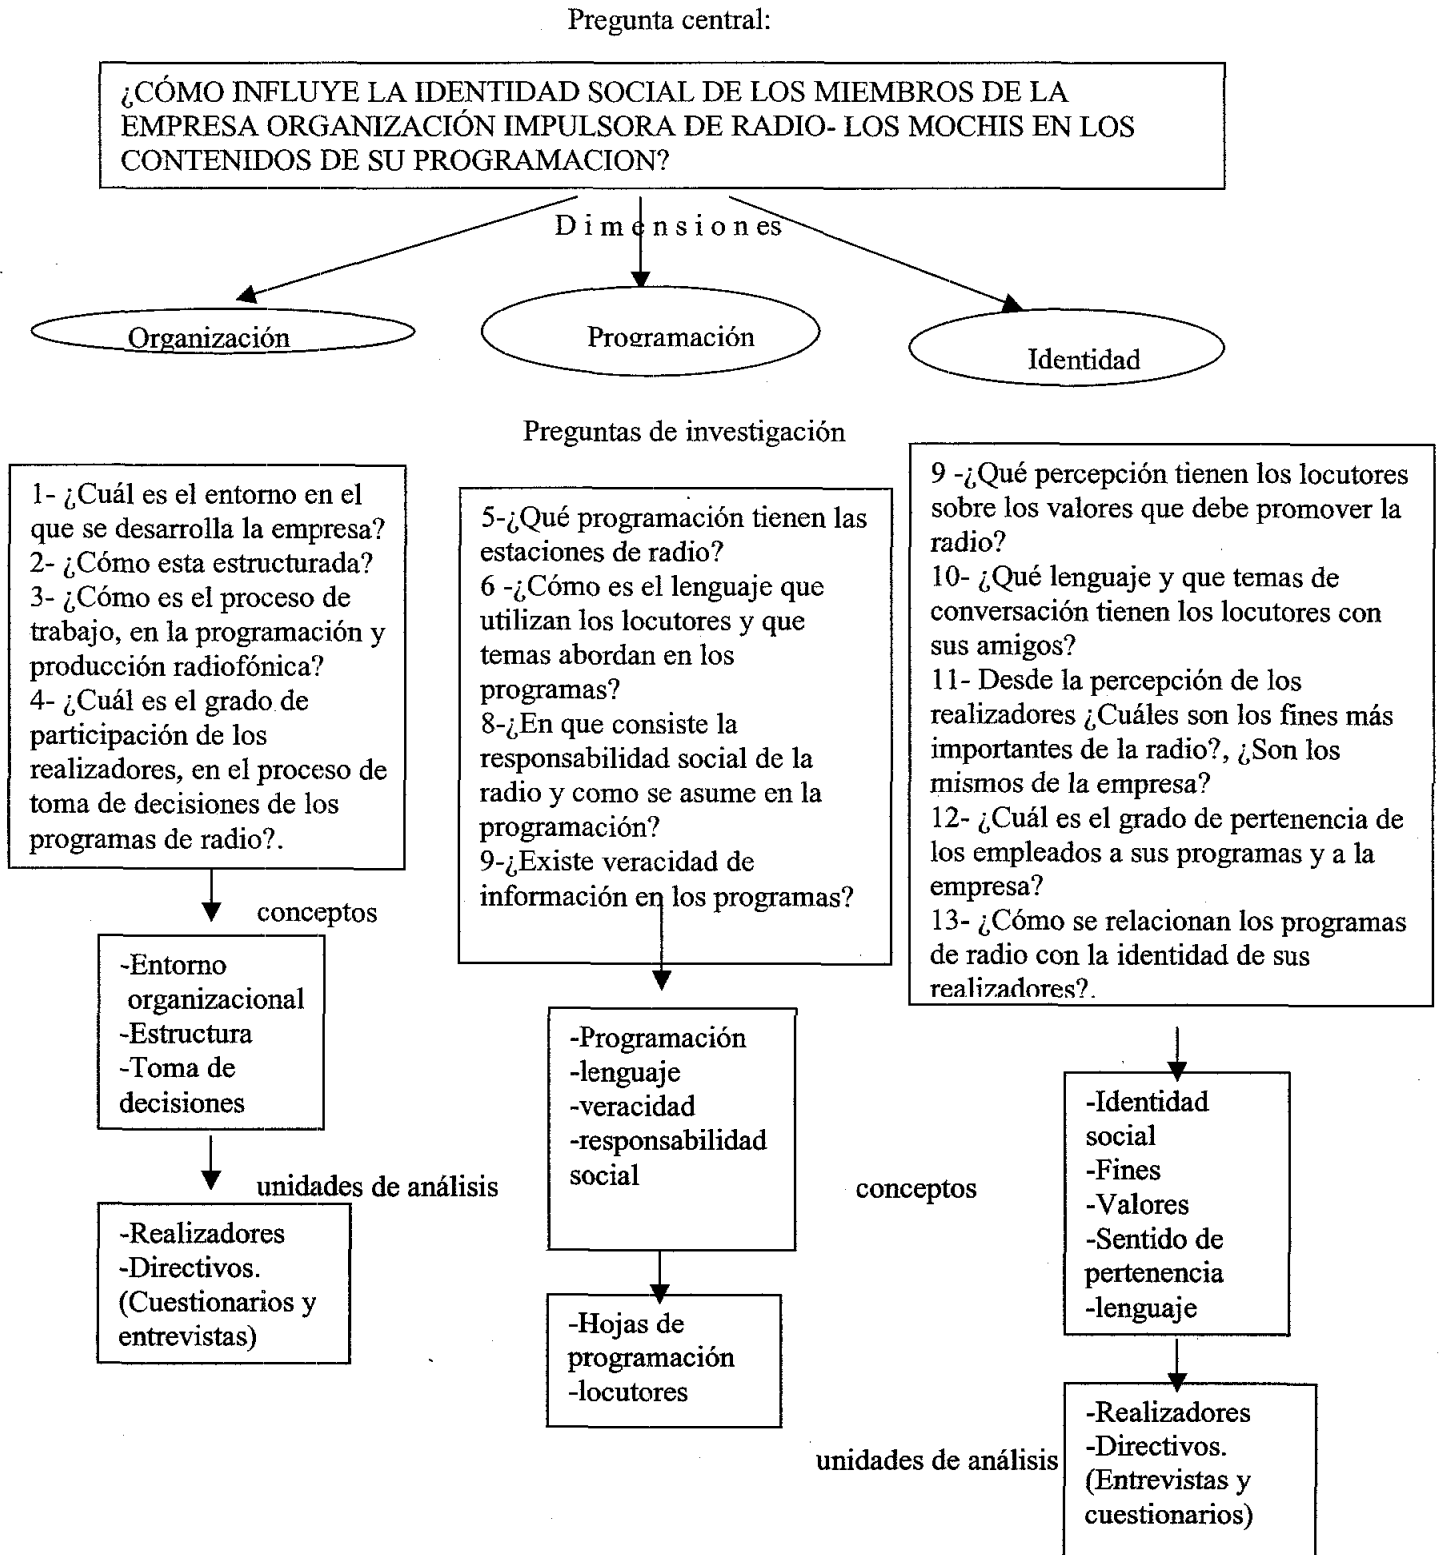 Pregunta central:
¿CÓMO INFLUYE LA IDENTIDAD SOCIAL DE LOS MIEMBROS DE LA
EMPRESA ORGANIZACIÓN IMPULSORA DE RADIO- LOS MOCHIS EN LOS
CONTENIDOS DE SU PROGRAMACION?
Dimensiones
Organización
Programación
Identidad
Preguntas de investigación
1- ¿Cuál es el entorno en el
que se desarrolla la empresa?
2- ¿Cómo esta estructurada?
3- ¿Cómo es el proceso de
trabajo, en la programación y
producción radiofónica?
4- ¿Cuál es el grado de
participación de los
realizadores, en el proceso de
toma de decisiones de los
programas de radio?.
5-¿Qué programación tienen las
estaciones de radio?
6 -¿Cómo es el lenguaje que
utilizan los locutores y que
temas abordan en los
programas?
8-¿En que consiste la
responsabilidad social de la
radio y como se asume en la
programación?
9-¿Existe veracidad de
información en los programas?
9 -¿Qué percepción tienen los locutores
sobre los valores que debe promover la
radio?
10- ¿Qué lenguaje y que temas de
conversación tienen los locutores con
sus amigos?
11- Desde la percepción de los
realizadores ¿Cuáles son los fines más
importantes de la radio?, ¿Son los
mismos de la empresa?
12- ¿Cuál es el grado de pertenencia de
los empleados a sus programas y a la
empresa?
13- ¿Cómo se relacionan los programas
de radio con la identidad de sus
realizadores?.
conceptos
-Entorno
organizacional
-Estructura
-Toma de
decisiones
unidades de análisis
-Realizadores
-Directivos.
(Cuestionarios y
entrevistas)
-Programación
-lenguaje
-veracidad
-responsabilidad
social
-Hojas de
programación
-locutores
conceptos
-Identidad
social
-Fines
-Valores
-Sentido de
pertenencia
-lenguaje
unidades de análisis
-Realizadores
-Directivos.
(Entrevistas y
cuestionarios)